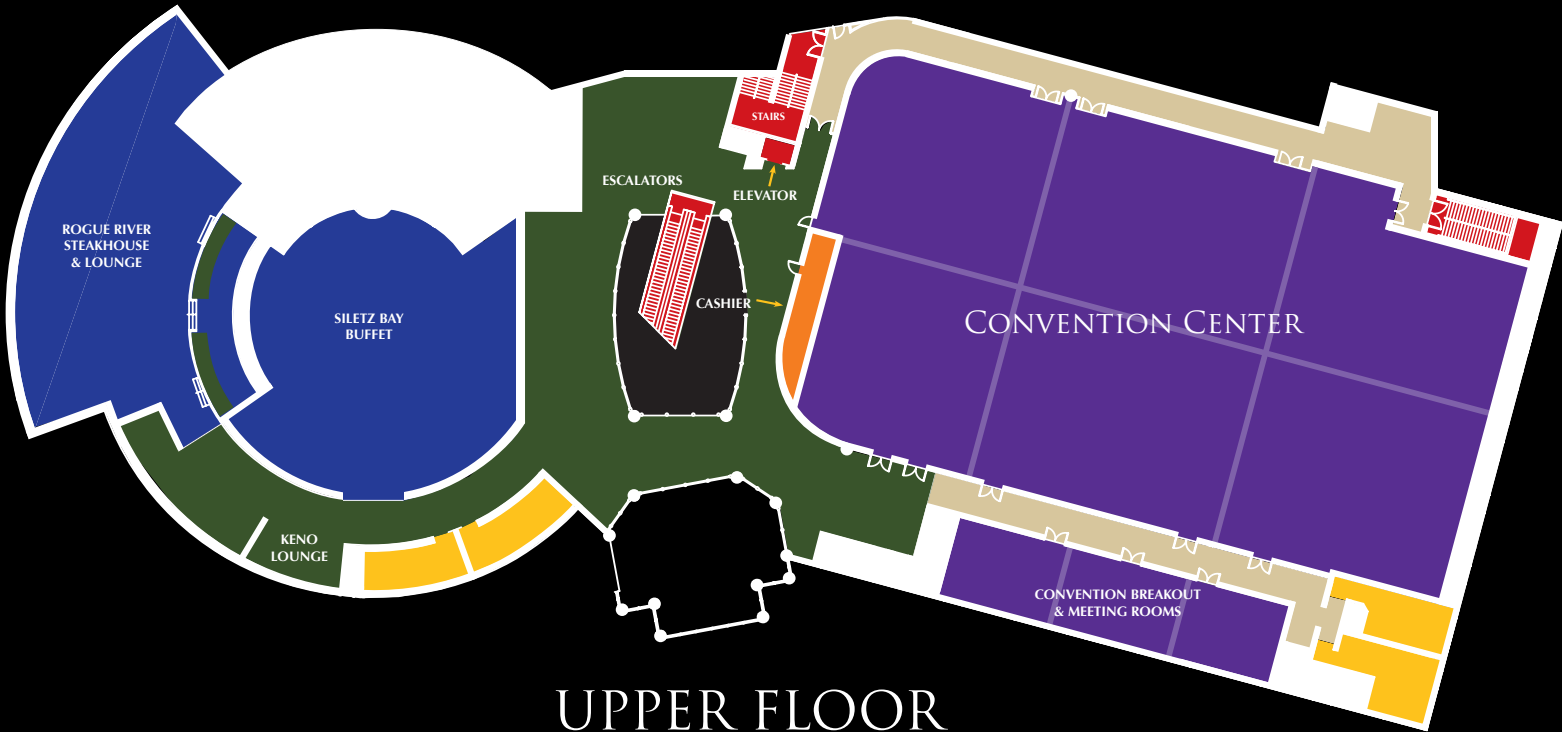 STAIRS
ESCALATORS
ELEVATOR
ROGUE RIVER
STEAKHOUSE
& LOUNGE
CASHIER
SILETZ BAY
BUFFET
CONVENTION CENTER
KENO
LOUNGE
CONVENTION BREAKOUT
& MEETING ROOMS
UPPER FLOOR